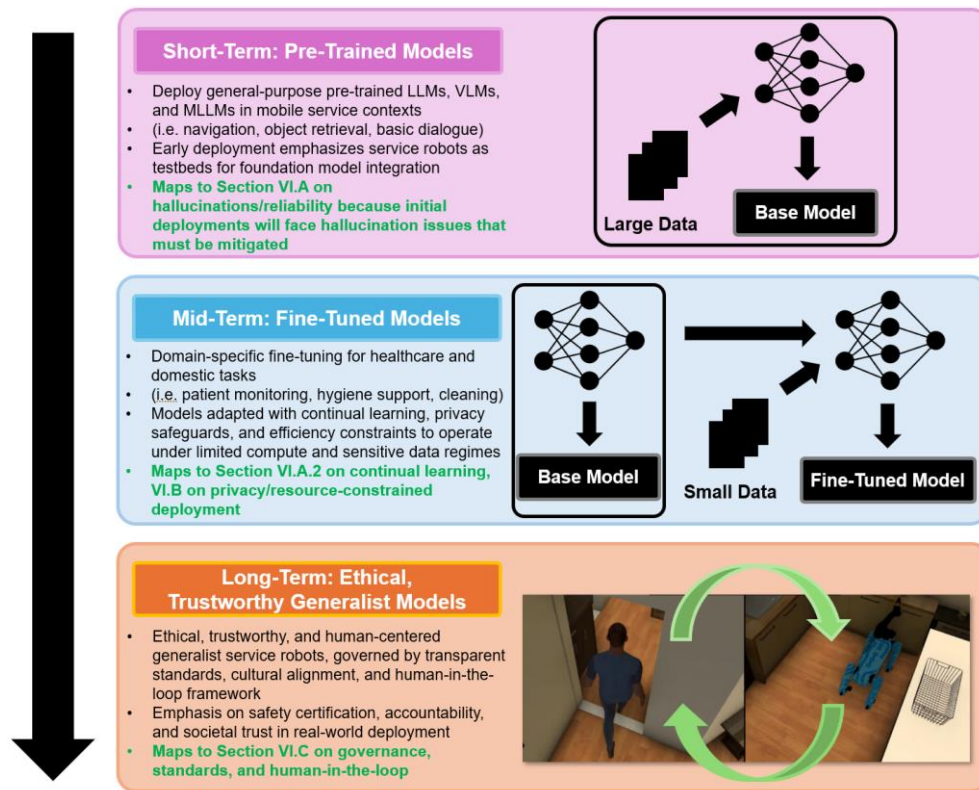 Short-Term: Pre-Trained Models
• Deploy general-purpose pre-trained LLMs, VLMs,
and MLLMs in mobile service contexts
• (i.e. navigation, object retrieval, basic dialogue)
• Early deployment emphasizes service robots as
testbeds for foundation model integration
• Maps to Section VI.A on
hallucinations/reliability because initial
deployments will face hallucination issues that
must be mitigated
Large Data
Base Model
Mid-Term: Fine-Tuned Models
• Domain-specific fine-tuning for healthcare and
domestic tasks
• (i.e. patient monitoring, hygiene support, cleaning)
• Models adapted with continual learning, privacy
safeguards, and efficiency constraints to operate
under limited compute and sensitive data regimes
• Maps to Section VI.A.2 on continual learning,
VI.B on privacy/resource-constrained
deployment
Base Model
Small Data
Fine-Tuned Model
Long-Term: Ethical,
Trustworthy Generalist Models
• Ethical, trustworthy, and human-centered
generalist service robots, governed by transparent
standards, cultural alignment, and human-in-the-
loop framework
• Emphasis on safety certification, accountability,
and societal trust in real-world deployment
• Maps to Section VI.C on governance,
standards, and human-in-the-loop